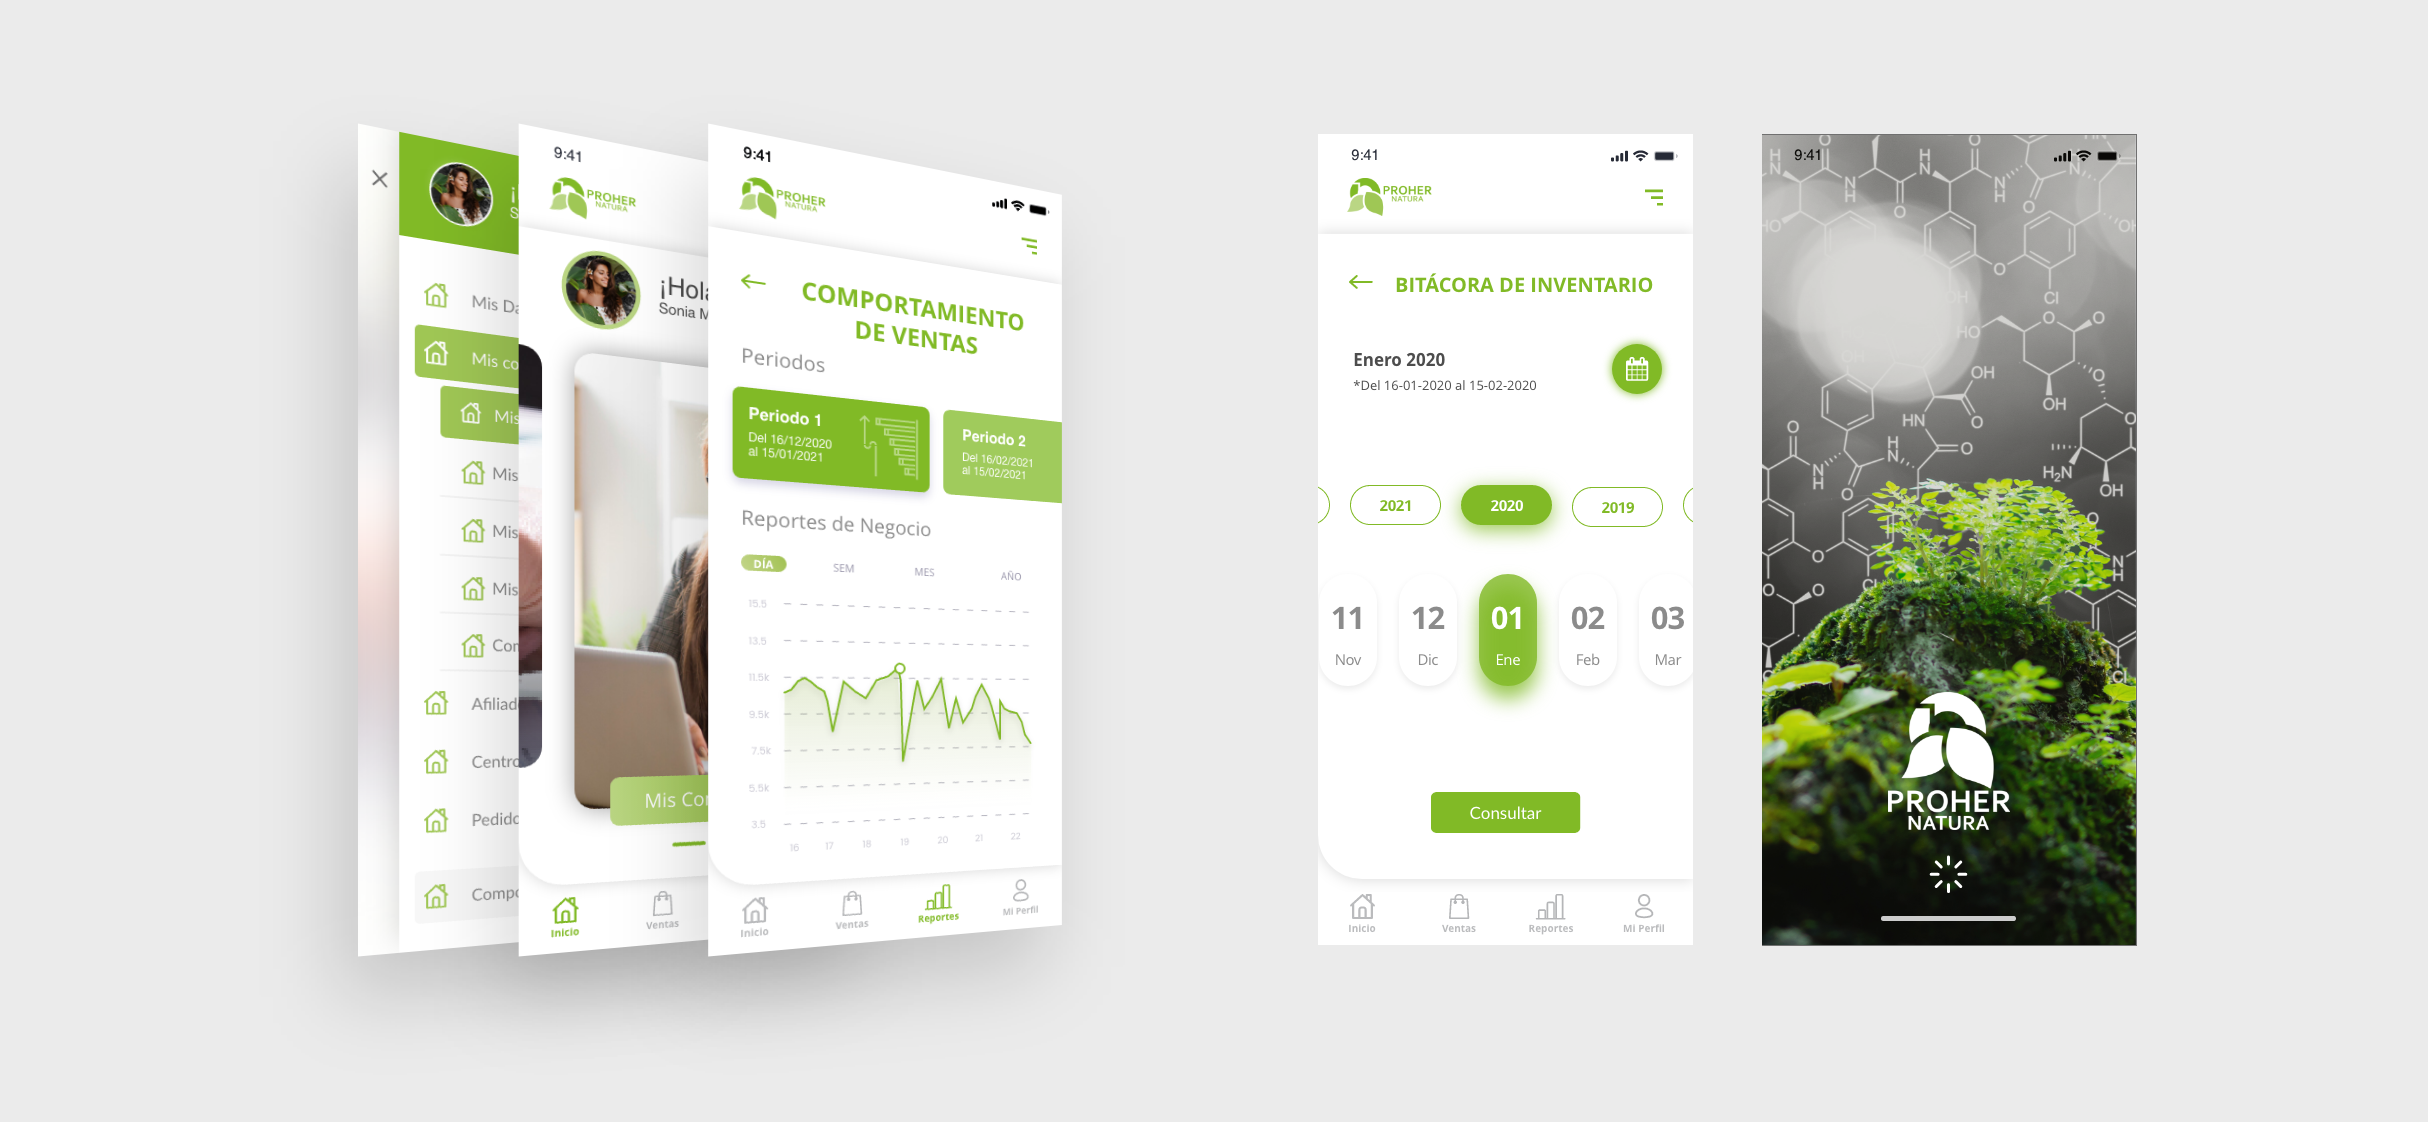 ¡
S
Mis Da
Mis co
Mis
Mis
Mis
Mis
Com
Afiliad
Centro
Pedido
Compo
9:41
PROHER
NATURA
¡Hola
Sonia M
Mis Cor
Inicio
Ventas
9:41
PROHER
NATURA
COMPORTAMIENTO
DE VENTAS
Periodos
Periodo 1
Del 16/12/2020
al 15/01/2021
Periodo 2
Del 16/02/2021
al 15/02/2021
Reportes de Negocio
DÍA
SEM
MES
AÑO
15.5
13.5
11.5k
9.5k
7.5k
5.5k
3.5
16 17 18 19 20 21 22
Inicio
Ventas
Reportes
Mi Perfil
9:41
PROHER
NATURA
BITÁCORA DE INVENTARIO
Enero 2020
*Del 16-01-2020 al 15-02-2020
2021
2020
2019
11 12 01 02 03
Nov Dic Ene Feb Mar
Consultar
Inicio
Ventas
Reportes
Mi Perfil
9:41
PROHER
NATURA